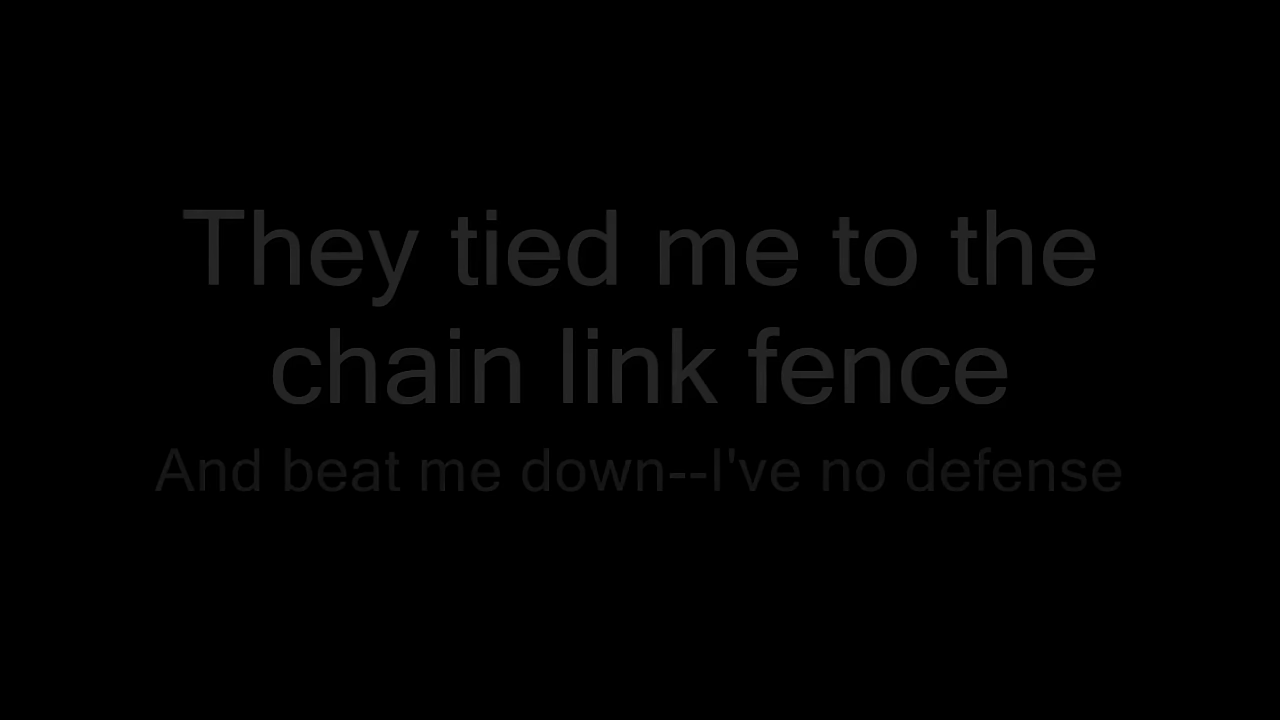 They tied me to the
chain link fence
And beat me down--I've no defense